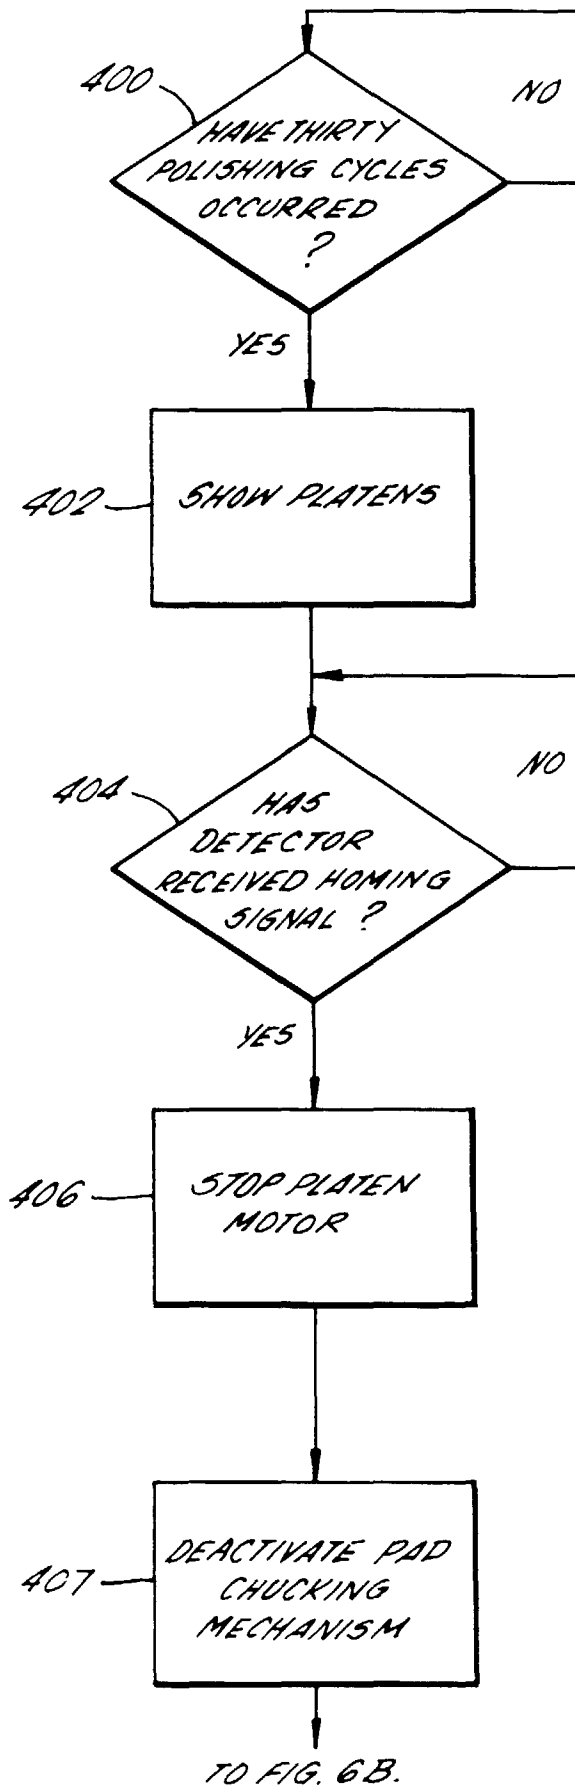 400
NO
HAVE THIRTY
POLISHING CYCLES
OCCURRED
?
YES
402
SHOW PLATENS
404
NO
HAS
DETECTOR
RECEIVED HOMING
SIGNAL ?
YES
406
STOP PLATEN
MOTOR
407
DEACTIVATE PAD
CHUCKING
MECHANISM
TO FIG. 6B.